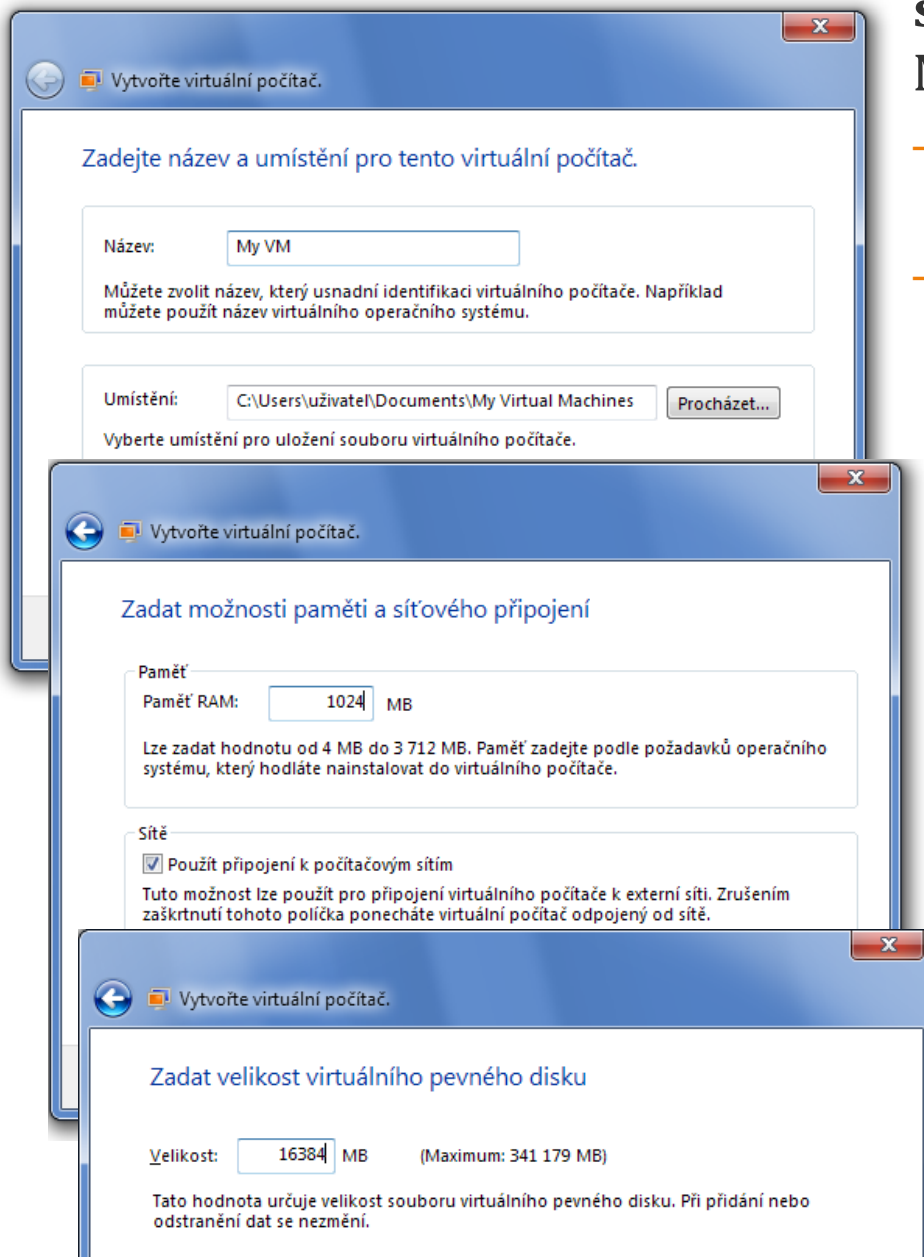 s
M
Vytvořte virtuální počítač.
Zadejte název a umístění pro tento virtuální počítač.
Název: My VM
Můžete zvolit název, který usnadní identifikaci virtuálního počítače. Například
můžete použít název virtuálního operačního systému.
Umístění: C:\Users\uživatel\Documents\My Virtual Machines Procházet...
Vyberte umístění pro uložení souboru virtuálního počítače.
Vytvořte virtuální počítač.
Zadat možnosti paměti a síťového připojení
Paměť
Paměť RAM: 1024 MB
Lze zadat hodnotu od 4 MB do 3 712 MB. Paměť zadejte podle požadavků operačního
systému, který hodláte nainstalovat do virtuálního počítače.
Sítě
Použít připojení k počítačovým sítím
Tuto možnost lze použít pro připojení virtuálního počítače k externí síti. Zrušením
zaškrtnutí tohoto políčka ponecháte virtuální počítač odpojený od sítě.
Vytvořte virtuální počítač.
Zadat velikost virtuálního pevného disku
Velikost: 16384 MB (Maximum: 341 179 MB)
Tato hodnota určuje velikost souboru virtuálního pevného disku. Při přidání nebo
odstranění dat se nezmění.